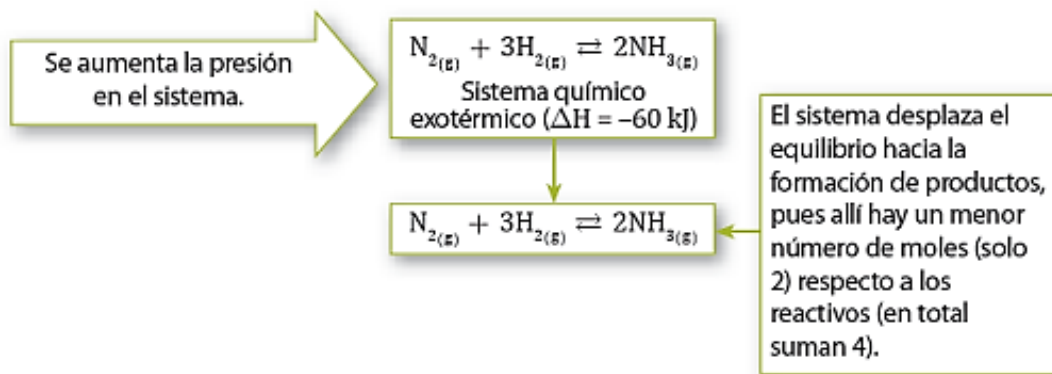 Se aumenta la presión
en el sistema.
N₂(g) + 3H₂(g) ⇄ 2NH₃(g)
Sistema químico
exotérmico (ΔH = –60 kJ)
N₂(g) + 3H₂(g) ⇄ 2NH₃(g)
El sistema desplaza el
equilibrio hacia la
formación de productos,
pues allí hay un menor
número de moles (solo
2) respecto a los
reactivos (en total
suman 4).